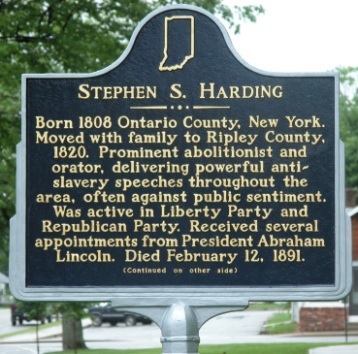 STEPHEN S. HARDING
Born 1808 Ontario County, New York.
Moved with family to Ripley County,
1820. Prominent abolitionist and
orator, delivering powerful anti-
slavery speeches throughout the
area, often against public sentiment.
Was active in Liberty Party and
Republican Party. Received several
appointments from President Abraham
Lincoln. Died February 12, 1891.
(Continued on other side)